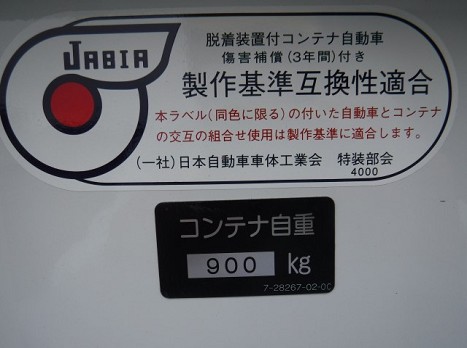 JABIA
脱着装置付コンテナ自動車
傷害補償(3年間)付き
製作基準互換性適合
本ラベル(同色に限る)の付いた自動車とコンテナ
の交互の組合せ使用は製作基準に適合します。
(一社)日本自動車車体工業会 特装部会
4000
コンテナ自重
900 kg
7-28267-02-00